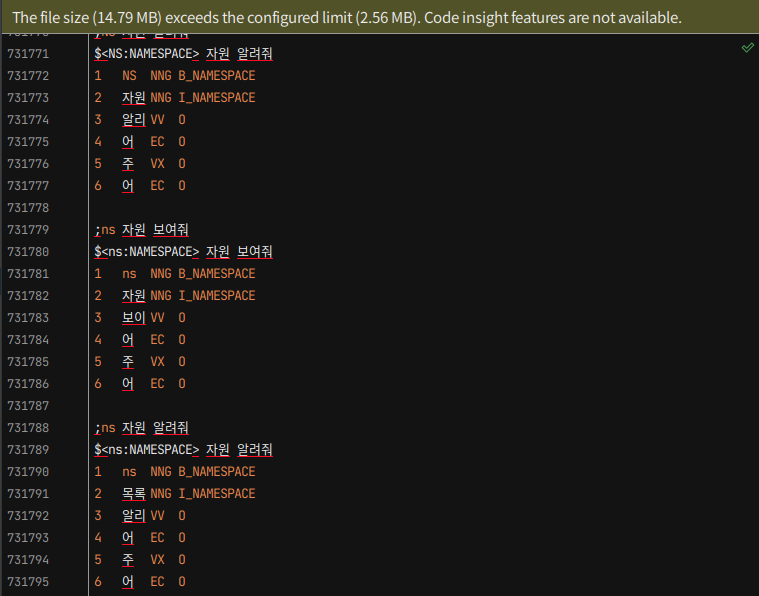 The file size (14.79 MB) exceeds the configured limit (2.56 MB). Code insight features are not available.
731771 $<NS:NAMESPACE> 자원 알려줘
731772 1 NS NNG B_NAMESPACE
731773 2 자원 NNG I_NAMESPACE
731774 3 알리 VV O
731775 4 어 EC O
731776 5 주 VX O
731777 6 어 EC O
731778
731779 ;ns 자원 보여줘
731780 $<ns:NAMESPACE> 자원 보여줘
731781 1 ns NNG B_NAMESPACE
731782 2 자원 NNG I_NAMESPACE
731783 3 보이 VV O
731784 4 어 EC O
731785 5 주 VX O
731786 6 어 EC O
731787
731788 ;ns 자원 알려줘
731789 $<ns:NAMESPACE> 자원 알려줘
731790 1 ns NNG B_NAMESPACE
731791 2 목록 NNG I_NAMESPACE
731792 3 알리 VV O
731793 4 어 EC O
731794 5 주 VX O
731795 6 어 EC O